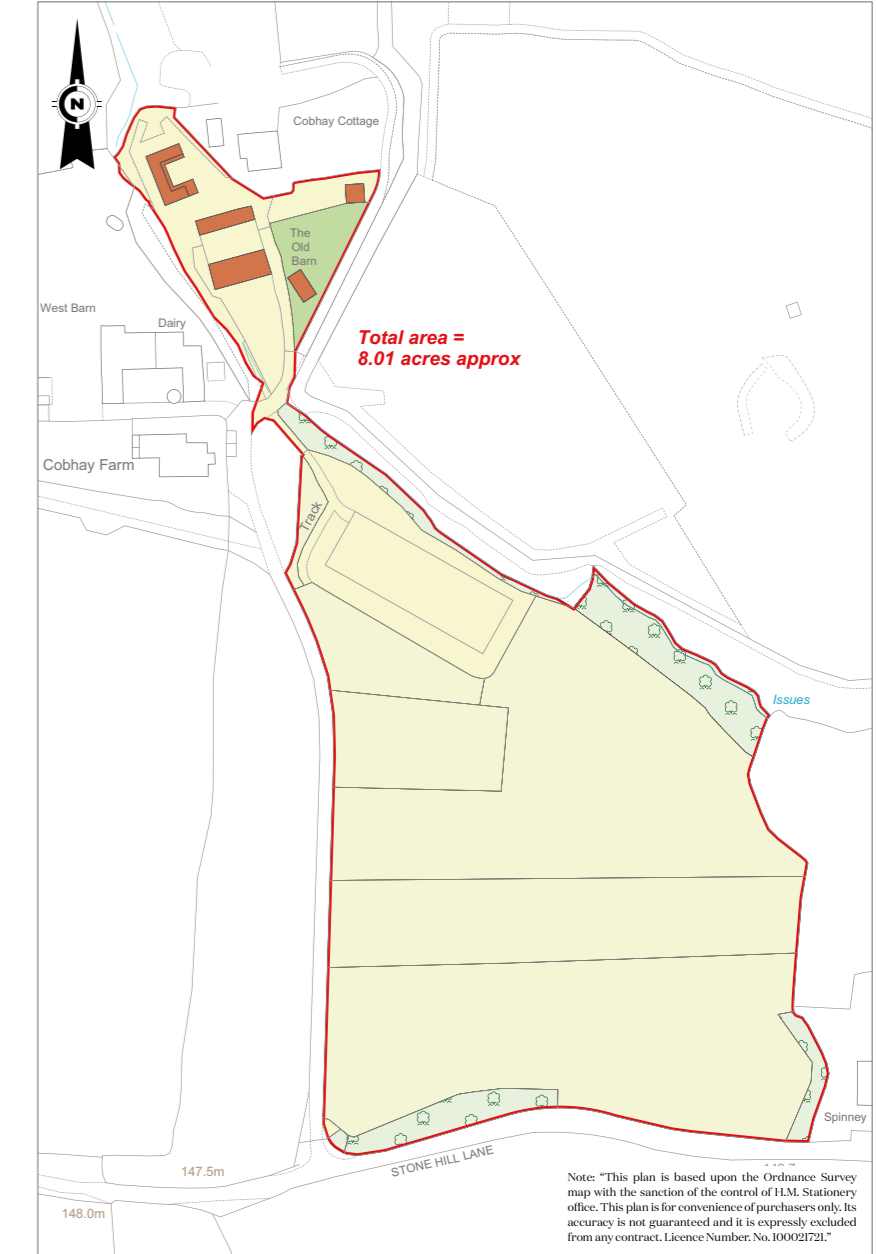 N
Cobhay Cottage
The
Old
Barn
West Barn
Dairy
Total area =
8.01 acres approx
Cobhay Farm
Track
Issues
Spinney
STONE HILL LANE
147.5m
148.0m
Note: “This plan is based upon the Ordnance Survey
map with the sanction of the control of H.M. Stationery
office. This plan is for convenience of purchasers only. Its
accuracy is not guaranteed and it is expressly excluded
from any contract. Licence Number. No. 100021721.”